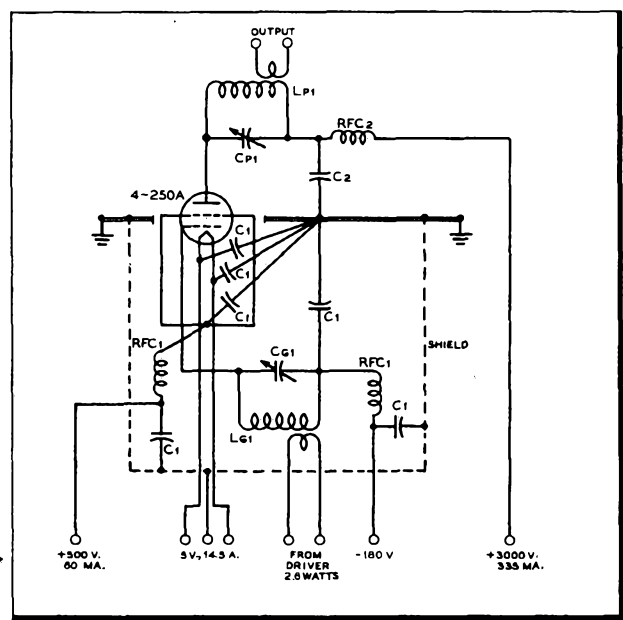 OUTPUT
LP1
RFC2
CP1
C2
4-250A
C1
C1
C1
C1
RFC1
CG1
RFC1
SHIELD
C1
LG1
C1
+500 V.
60 MA.
5V., 14.5 A.
FROM
DRIVER
2.6 WATTS
-180 V
+3000 V.
335 MA.